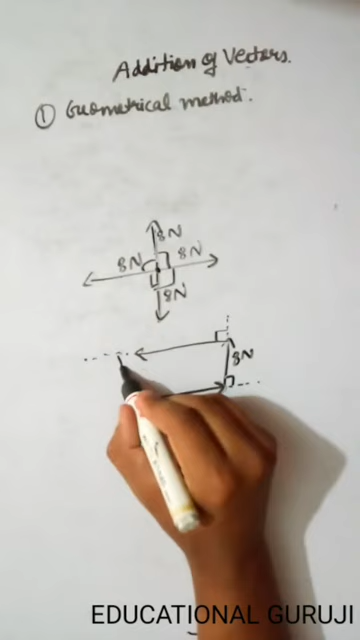 Addition of Vectors.
① Geometrical method.
8N
8N 8N
8N
8N
EDUCATIONAL GURUJI